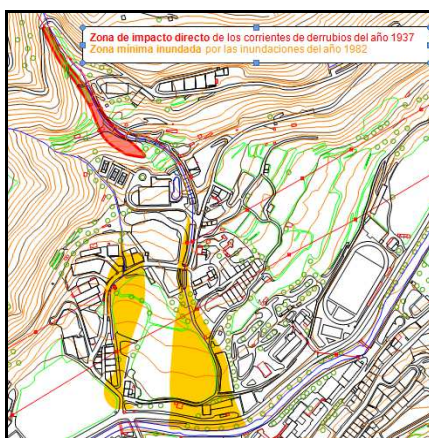 Zona de impacto directo de los corrientes de derrubios del año 1937
Zona mínima inundada por las inundaciones del año 1982